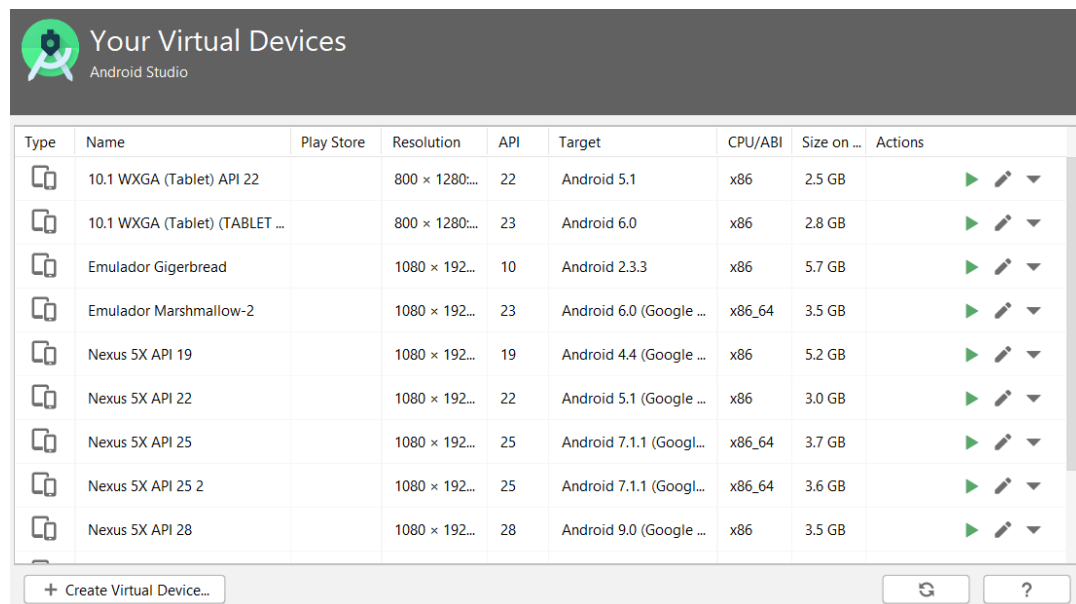 Your Virtual Devices
Android Studio
Type Name Play Store Resolution API Target CPU/ABI Size on ... Actions
10.1 WXGA (Tablet) API 22 800 × 1280:... 22 Android 5.1 x86 2.5 GB
10.1 WXGA (Tablet) (TABLET ... 800 × 1280:... 23 Android 6.0 x86 2.8 GB
Emulador Gigerbread 1080 × 192... 10 Android 2.3.3 x86 5.7 GB
Emulador Marshmallow-2 1080 × 192... 23 Android 6.0 (Google ... x86_64 3.5 GB
Nexus 5X API 19 1080 × 192... 19 Android 4.4 (Google ... x86 5.2 GB
Nexus 5X API 22 1080 × 192... 22 Android 5.1 (Google ... x86 3.0 GB
Nexus 5X API 25 1080 × 192... 25 Android 7.1.1 (Googl... x86_64 3.7 GB
Nexus 5X API 25 2 1080 × 192... 25 Android 7.1.1 (Googl... x86_64 3.6 GB
Nexus 5X API 28 1080 × 192... 28 Android 9.0 (Google ... x86 3.5 GB
+ Create Virtual Device... ?